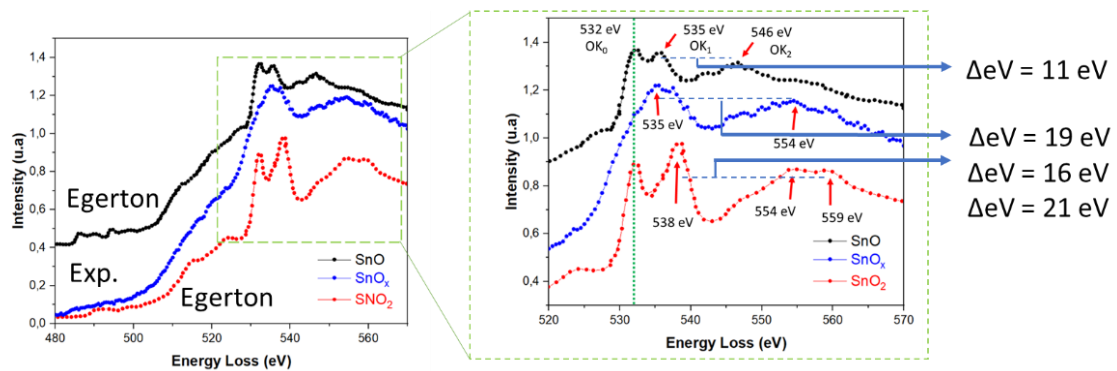 1,4
1,2
1,0
0,8
0,6
0,4
0,2
0,0
Intensity (u.a)
Egerton
Exp.
Egerton
SnO
SnOₓ
SNO₂
480 500 520 540 560
Energy Loss (eV)
1,4
1,2
1,0
0,8
0,6
0,4
Intensity (u.a)
532 eV
OK₀
535 eV
OK₁
546 eV
OK₂
535 eV
554 eV
538 eV
554 eV
559 eV
SnO
SnOₓ
SnO₂
520 530 540 550 560 570
Energy Loss (eV)
ΔeV = 11 eV
ΔeV = 19 eV
ΔeV = 16 eV
ΔeV = 21 eV